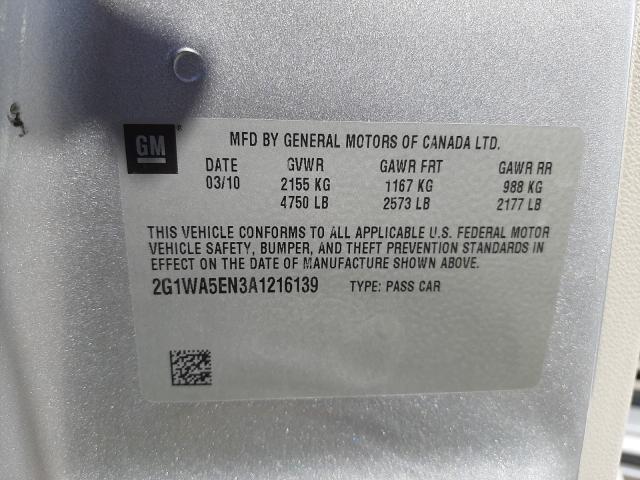 GM ®
MFD BY GENERAL MOTORS OF CANADA LTD.
DATE GVWR GAWR FRT GAWR RR
03/10 2155 KG 1167 KG 988 KG
4750 LB 2573 LB 2177 LB
THIS VEHICLE CONFORMS TO ALL APPLICABLE U.S. FEDERAL MOTOR
VEHICLE SAFETY, BUMPER, AND THEFT PREVENTION STANDARDS IN
EFFECT ON THE DATE OF MANUFACTURE SHOWN ABOVE.
2G1WA5EN3A1216139 TYPE: PASS CAR